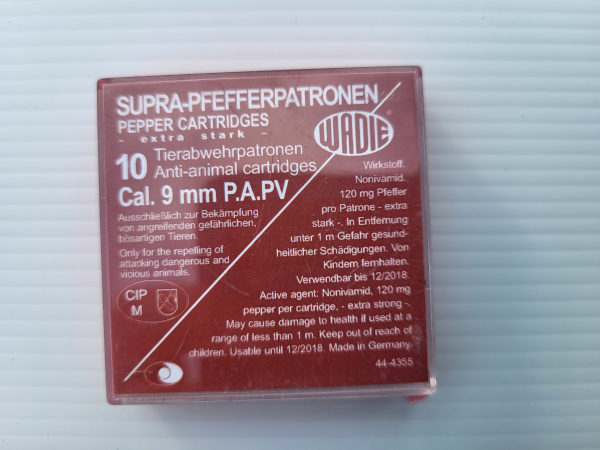 SUPRA-PFEFFERPATRONEN
PEPPER CARTRIDGES
- extra stark -
WADIE®
10 Tierabwehrpatronen
Anti-animal cartridges
Cal. 9 mm P.A.PV
Ausschließlich zur Bekämpfung
von angreifenden gefährlichen,
bösartigen Tieren.
Only for the repelling of
attacking dangerous and
vicious animals.
CIP
M
Wirkstoff:
Nonivamid.
120 mg Pfeffer
pro Patrone - extra
stark -. In Entfernung
unter 1 m Gefahr gesund-
heitlicher Schädigungen. Von
Kindern fernhalten.
Verwendbar bis 12/2018.
Active agent: Nonivamid, 120 mg
pepper per cartridge, - extra strong -.
May cause damage to health if used at a
range of less than 1 m. Keep out of reach of
children. Usable until 12/2018. Made in Germany
44-4355